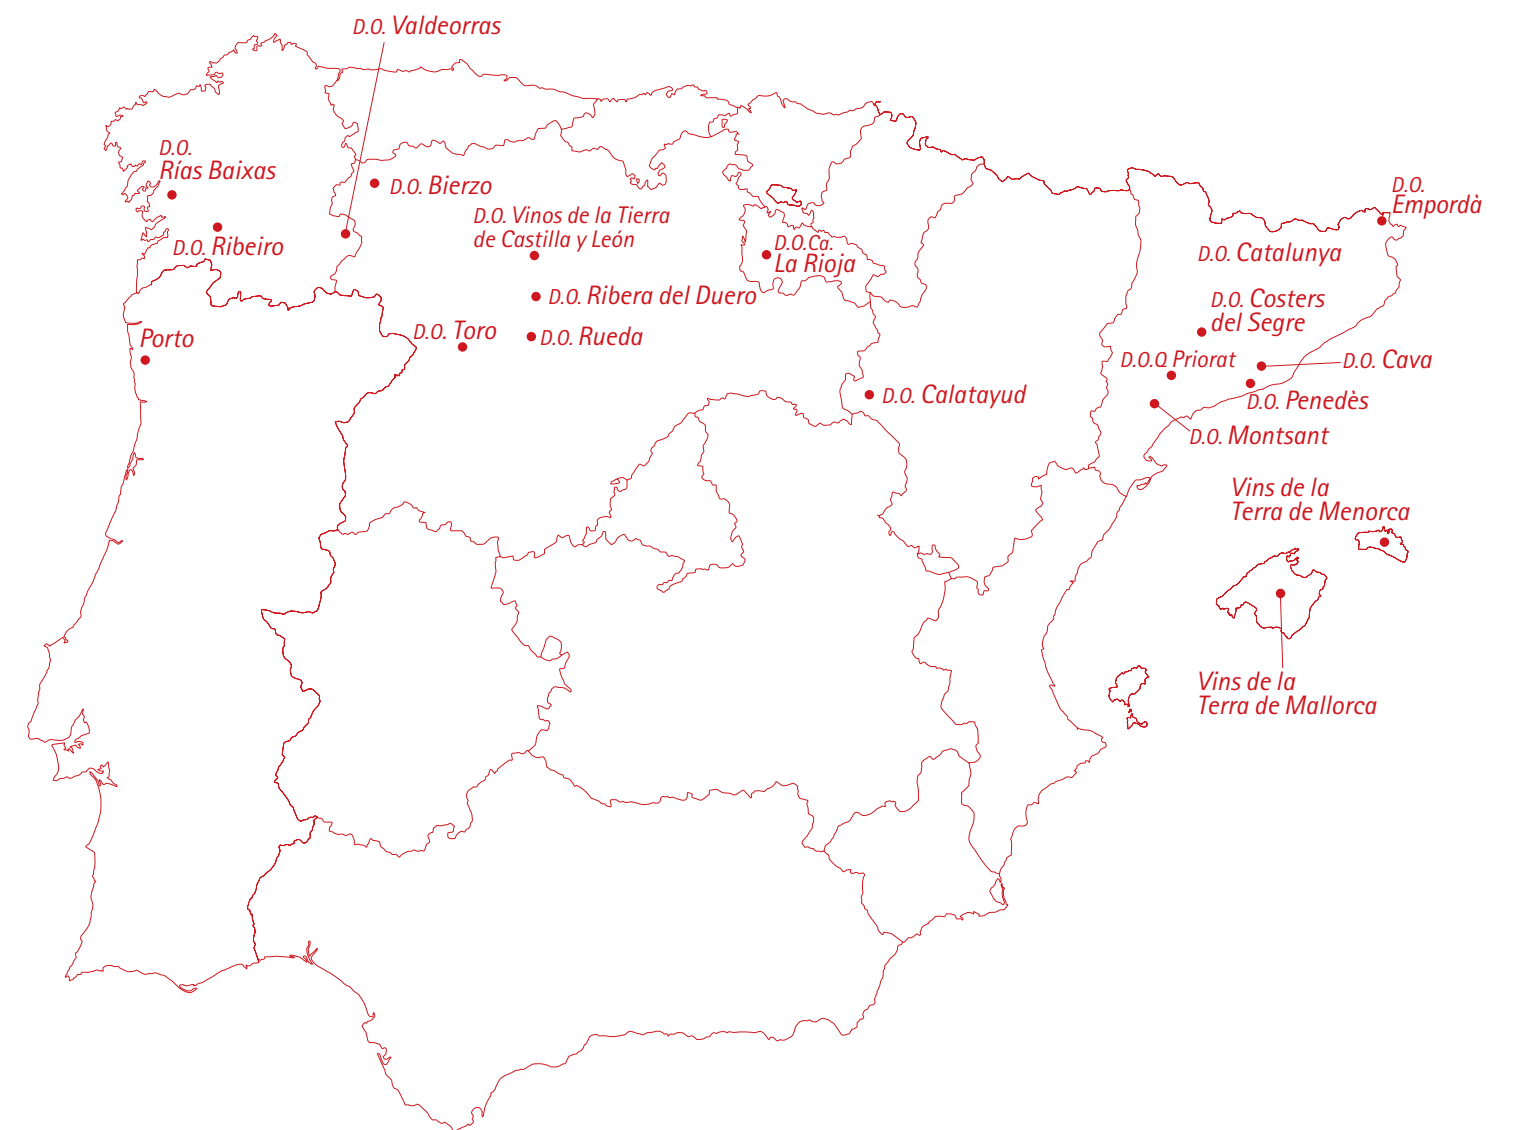 D.O. Valdeorras
D.O.
Rías Baixas
D.O. Bierzo
D.O. Ribeiro
D.O. Vinos de la Tierra
de Castilla y León
D.O.Ca.
La Rioja
D.O. Ribera del Duero
D.O. Toro
D.O. Rueda
Porto
D.O. Calatayud
D.O.
Empordà
D.O. Catalunya
D.O. Costers
del Segre
D.O.Q Priorat
D.O. Cava
D.O. Penedès
D.O. Montsant
Vins de la
Terra de Menorca
Vins de la
Terra de Mallorca